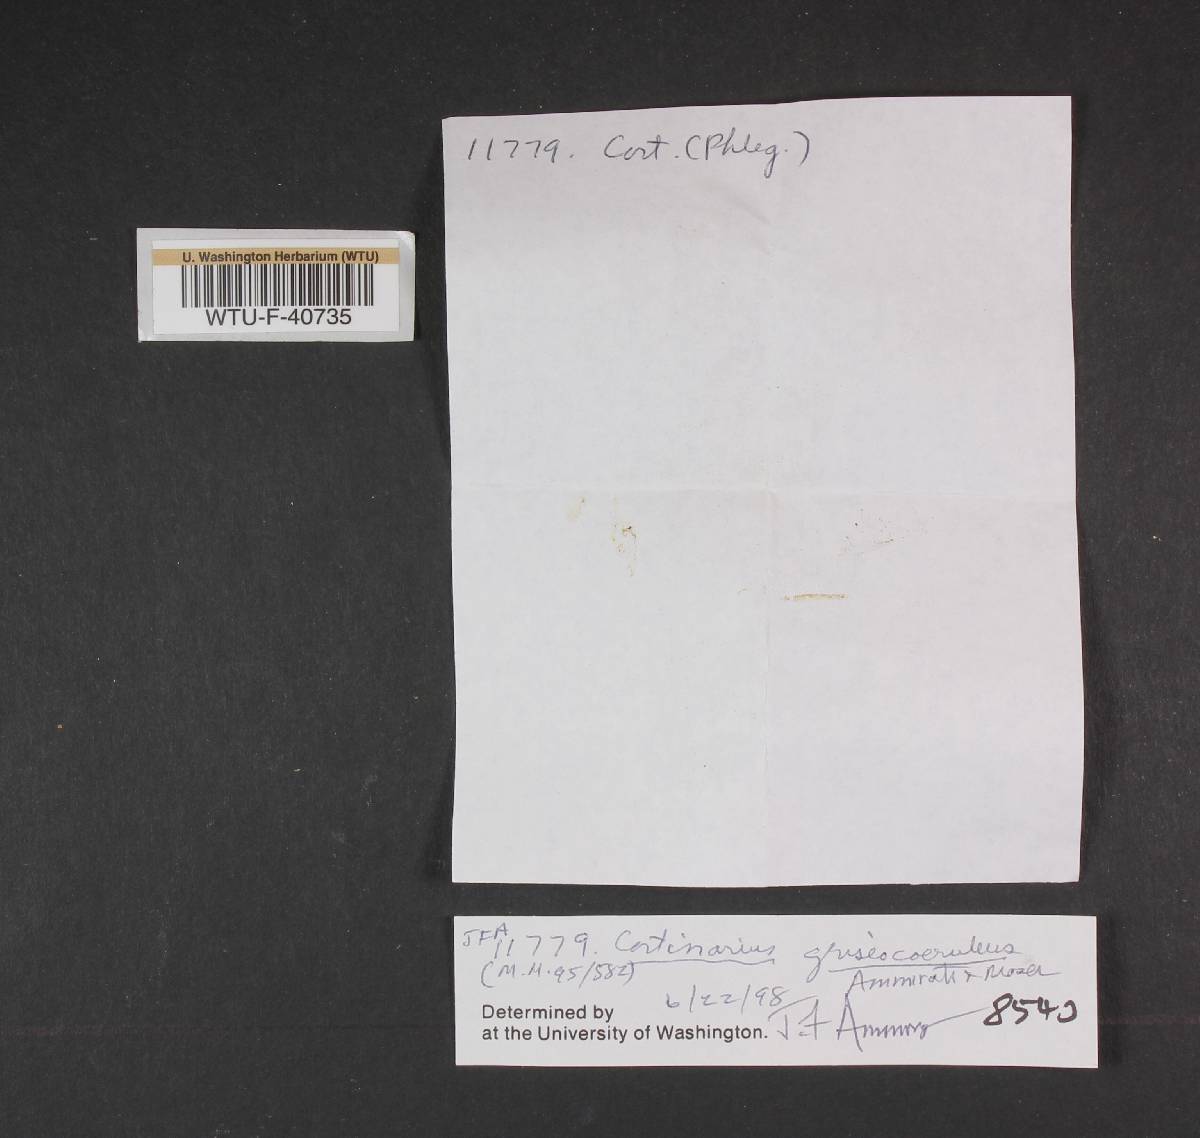 11779. Cort. (Phleg.)
U. Washington Herbarium (WTU)
WTU-F-40735
JFA 11779. Cortinarius griseocoeruleus
(M.M. 95/582) Ammirati & Moser
6/22/98
Determined by
at the University of Washington. J.F. Ammirati 8540